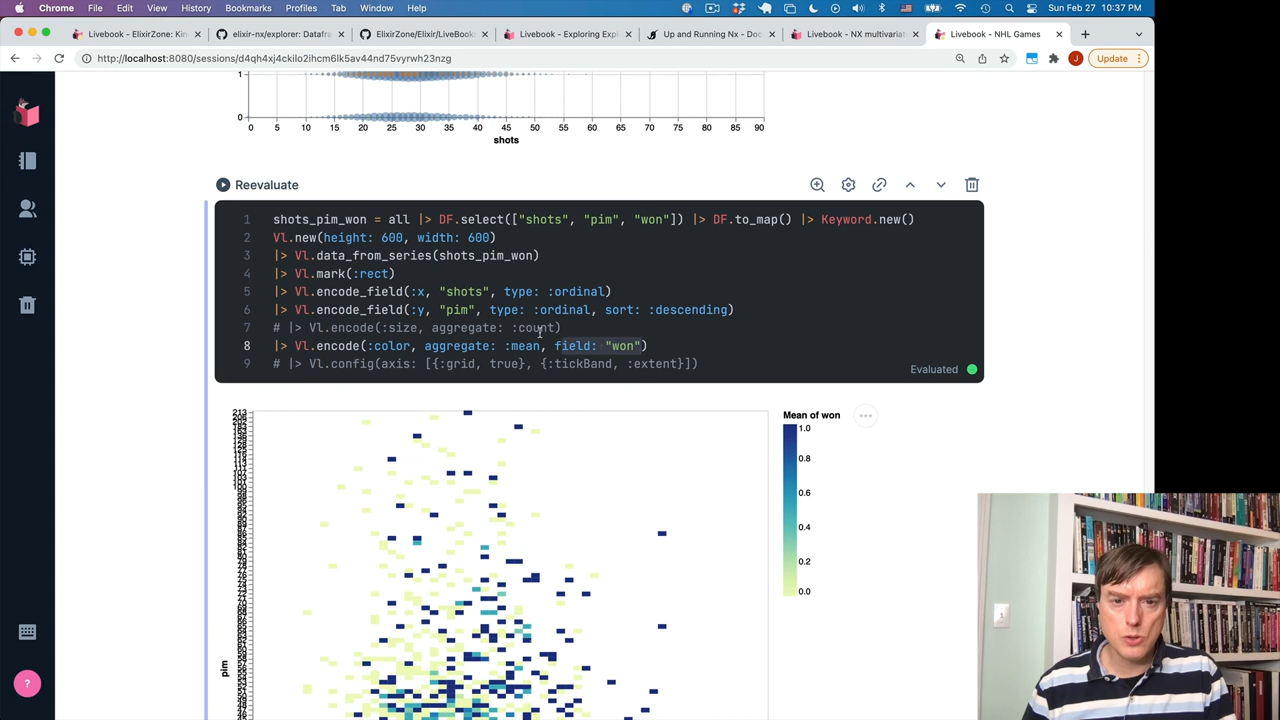 Chrome File Edit View History Bookmarks Profiles Tab Window Help Sun Feb 27 10:37 PM
Livebook - ElixirZone: Kin
elixir-nx/explorer: Datafra
ElixirZone/Elixir/LiveBook
Livebook - Exploring Expl
Up and Running Nx - Doc
Livebook - NX multivariat
Livebook - NHL Games
http://localhost:8080/sessions/d4qh4xj4ckilo2ihcm6lk5av44nd75vyrwh23nzg
J
Update
1
0
0 5 10 15 20 25 30 35 40 45 50 55 60 65 70 75 80 85 90
shots
Reevaluate
1 shots_pim_won = all |> DF.select(["shots", "pim", "won"]) |> DF.to_map() |> Keyword.new()
2 Vl.new(height: 600, width: 600)
3 |> Vl.data_from_series(shots_pim_won)
4 |> Vl.mark(:rect)
5 |> Vl.encode_field(:x, "shots", type: :ordinal)
6 |> Vl.encode_field(:y, "pim", type: :ordinal, sort: :descending)
7 # |> Vl.encode(:size, aggregate: :count)
8 |> Vl.encode(:color, aggregate: :mean, field: "won")
9 # |> Vl.config(axis: [{:grid, true}, {:tickBand, :extent}])
Evaluated
213
Mean of won
1.0
0.8
0.6
0.4
0.2
0.0
pim
?